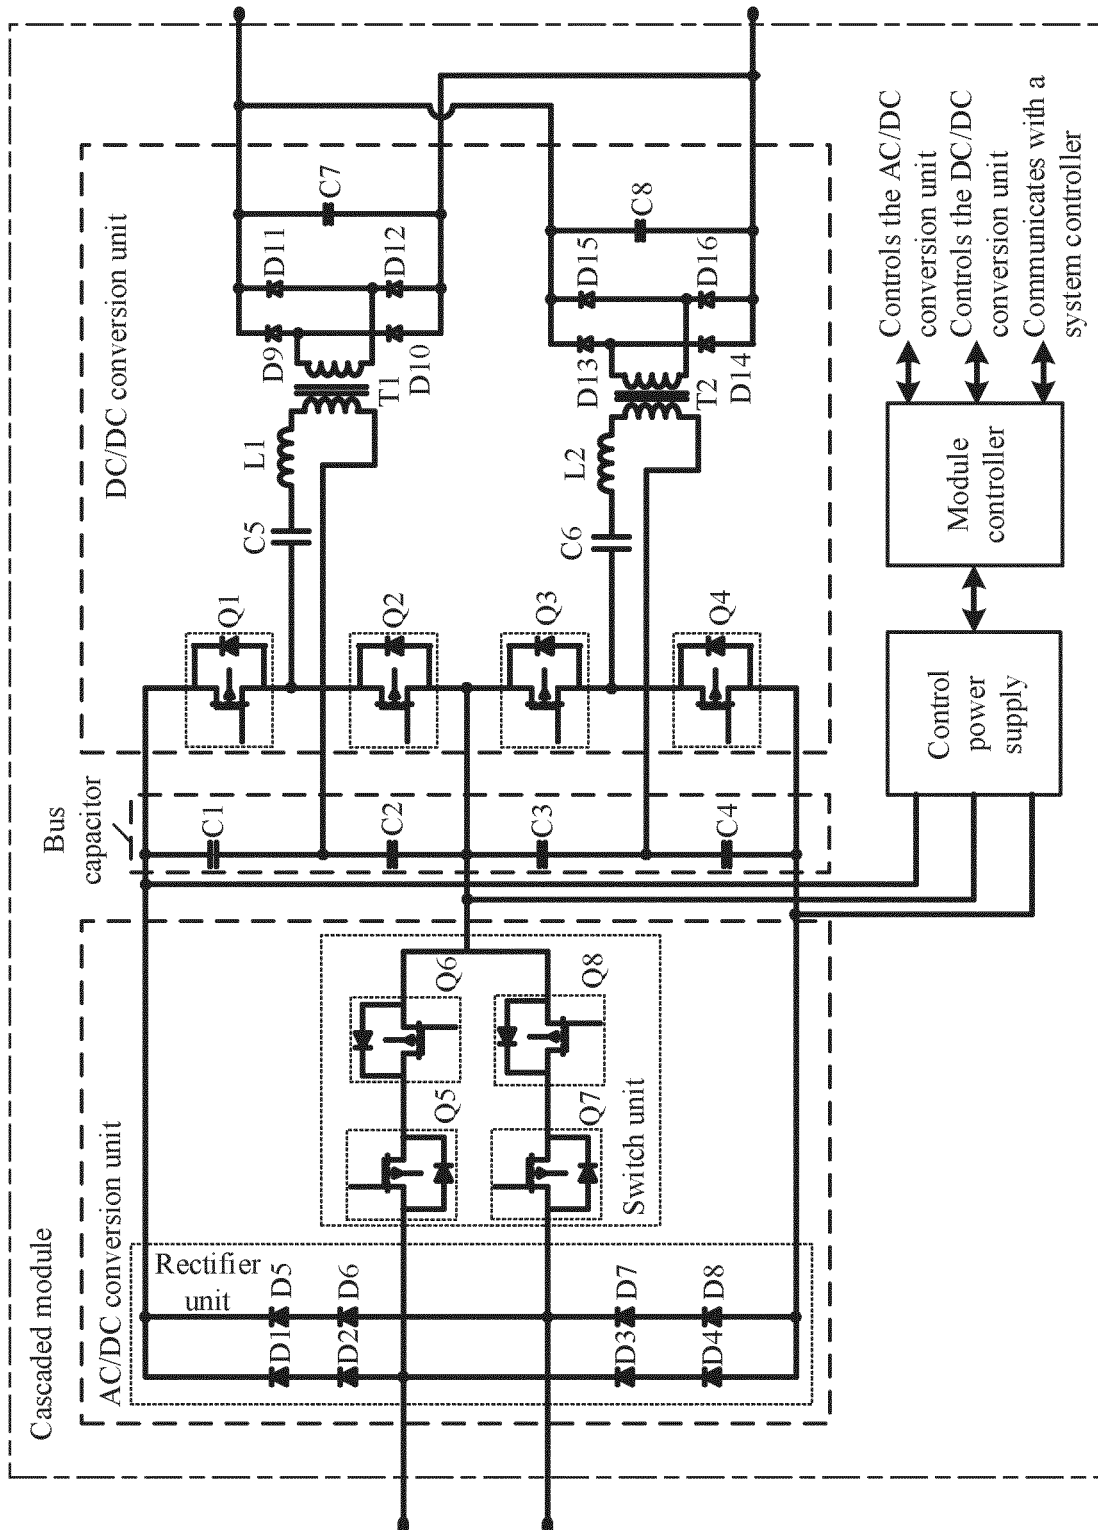 Cascaded module
AC/DC conversion unit
Rectifier
unit
D5
D6
D7
D8
D1
D2
D3
D4
Switch unit
Q5
Q6
Q7
Q8
Bus
capacitor
C1
C2
C3
C4
DC/DC conversion unit
Q1
Q2
Q3
Q4
C5
L1
T1
D9
D10
D11
D12
C7
C6
L2
T2
D13
D14
D15
D16
C8
Control
power
supply
Module
controller
Controls the AC/DC
conversion unit
Controls the DC/DC
conversion unit
Communicates with a
system controller